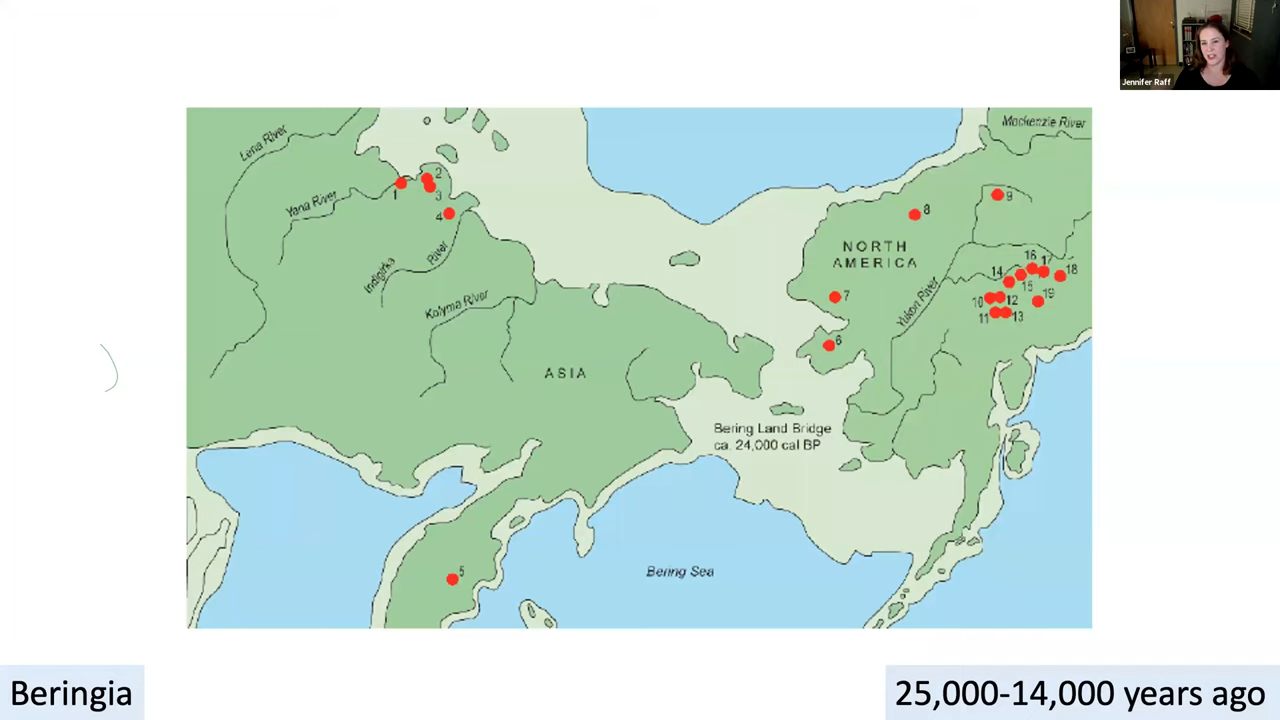 Jennifer Raff
Mackenzie River
Lena River
Yana River
Indigirka River
Kolyma River
1
2
3
4
NORTH
AMERICA
Yukon River
8
9
7
6
16
17
18
14
15
10
12
19
11
13
ASIA
Bering Land Bridge
ca. 24,000 cal BP
5
Bering Sea
Beringia
25,000-14,000 years ago